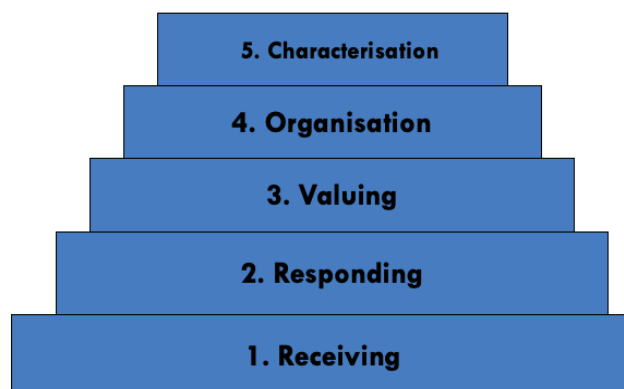 5. Characterisation
4. Organisation
3. Valuing
2. Responding
1. Receiving